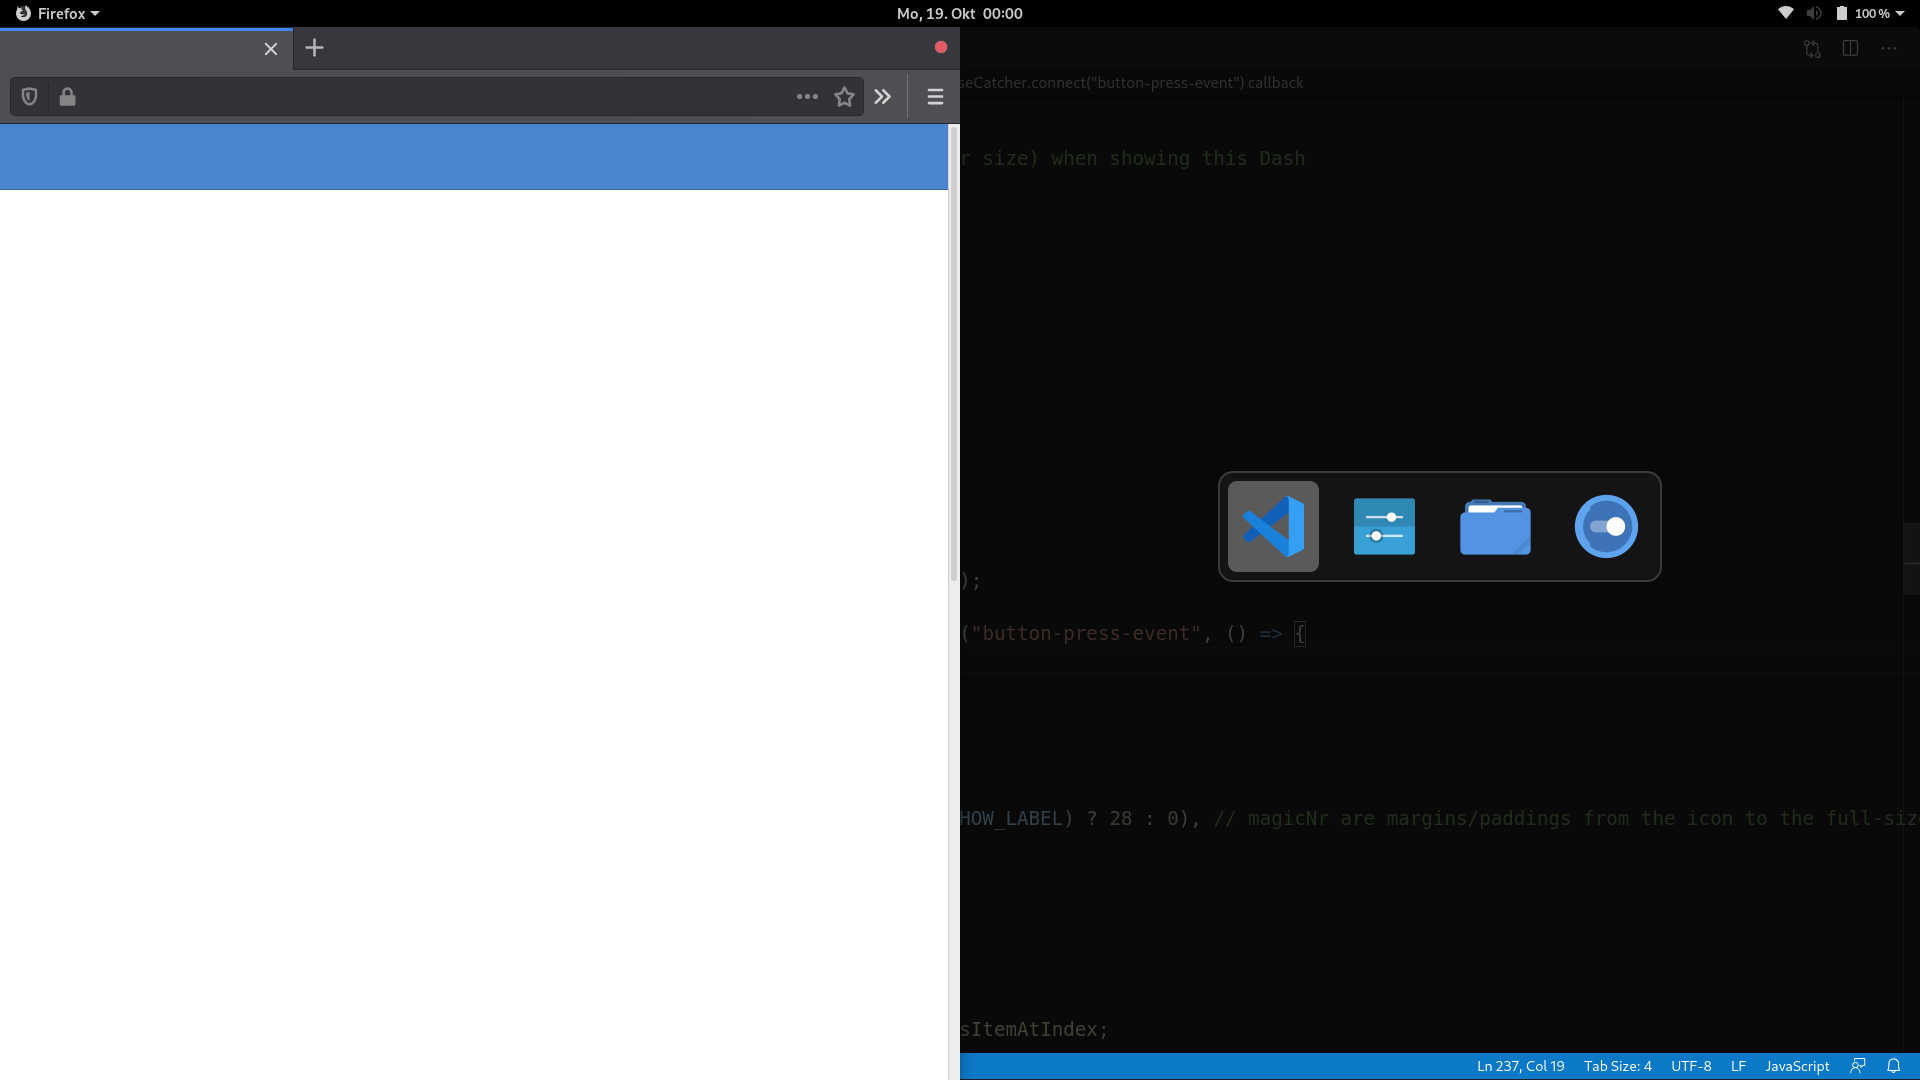 Firefox
Mo, 19. Okt 00:00
100 %
seCatcher.connect("button-press-event") callback
r size) when showing this Dash
);
("button-press-event", () => {
HOW_LABEL) ? 28 : 0), // magicNr are margins/paddings from the icon to the full-siz
sItemAtIndex;
Ln 237, Col 19
Tab Size: 4
UTF-8
LF
JavaScript